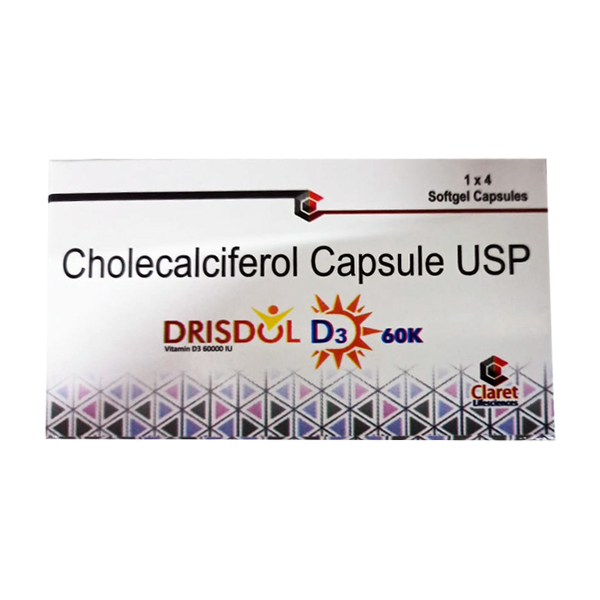 1 x 4
Softgel Capsules
Cholecalciferol Capsule USP
DRISDOL D3 60K
Vitamin D3 60000 IU
Claret
Lifesciences